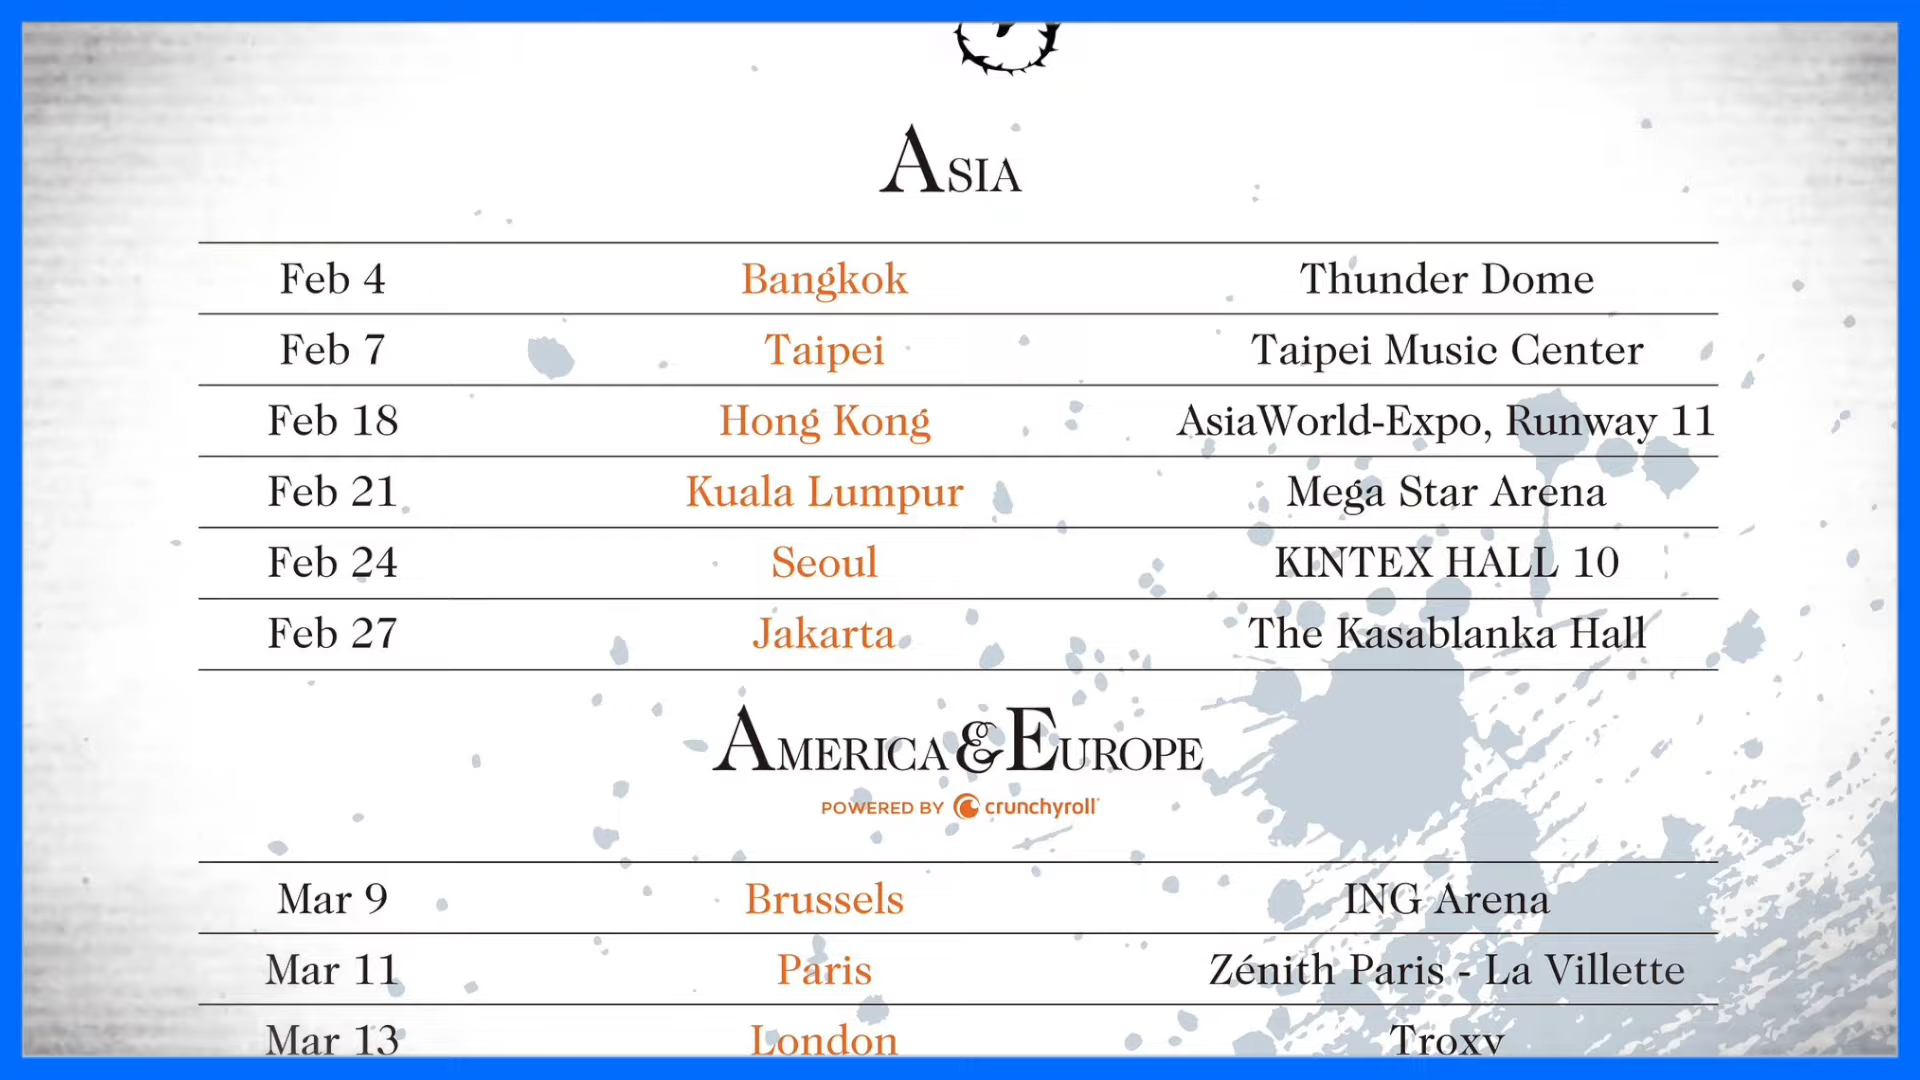 ASIA
Feb 4 Bangkok Thunder Dome
Feb 7 Taipei Taipei Music Center
Feb 18 Hong Kong AsiaWorld-Expo, Runway 11
Feb 21 Kuala Lumpur Mega Star Arena
Feb 24 Seoul KINTEX HALL 10
Feb 27 Jakarta The Kasablanka Hall
AMERICA & EUROPE
POWERED BY crunchyroll
Mar 9 Brussels ING Arena
Mar 11 Paris Zénith Paris - La Villette
Mar 13 London Troxy